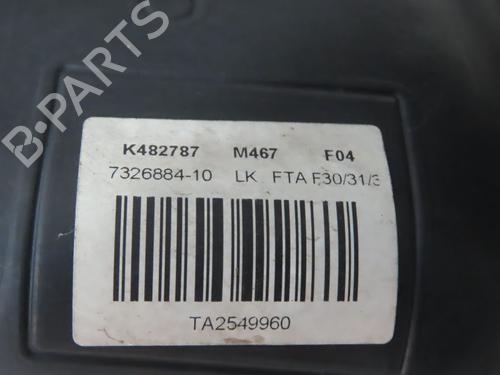 B-PARTS
K482787 M467 F04
7326884-10 LK FTA F30/31/3
TA2549960